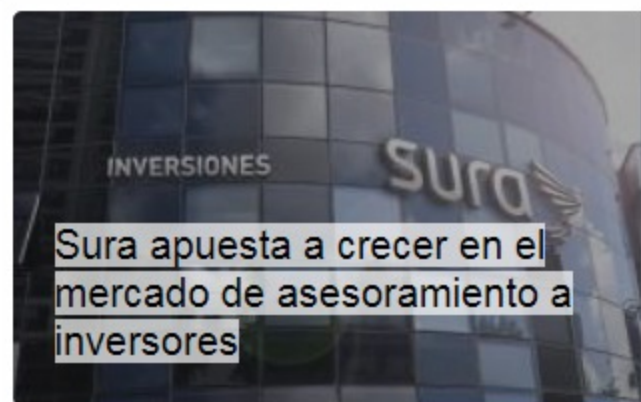 INVERSIONES
sura
Sura apuesta a crecer en el
mercado de asesoramiento a
inversores